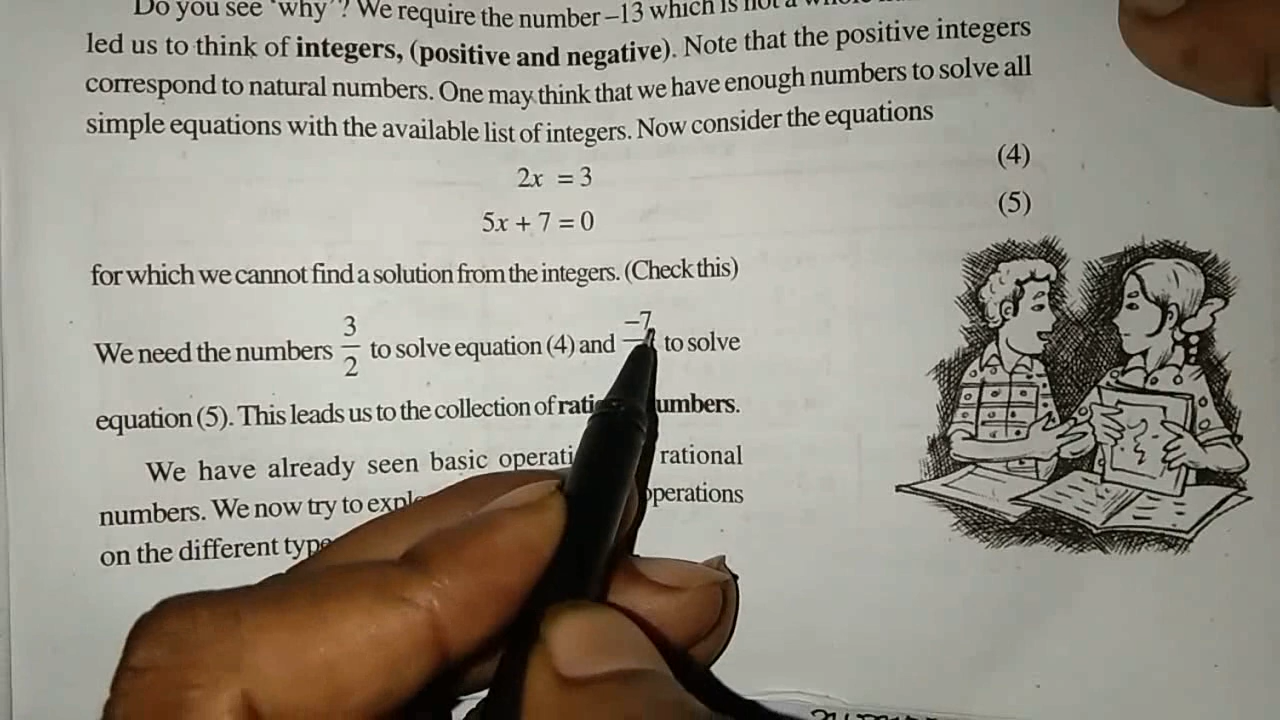 Do you see 'why'? We require the number –13 which is not a
led us to think of integers, (positive and negative). Note that the positive integers
correspond to natural numbers. One may think that we have enough numbers to solve all
simple equations with the available list of integers. Now consider the equations
2x = 3 (4)
5x + 7 = 0 (5)
for which we cannot find a solution from the integers. (Check this)
We need the numbers 3/2 to solve equation (4) and –7 to solve
equation (5). This leads us to the collection of rati umbers.
We have already seen basic operati rational
numbers. We now try to expl operations
on the different type